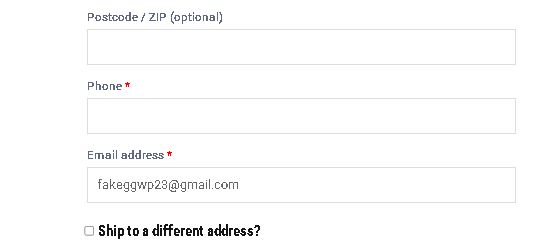 Postcode / ZIP (optional)
Phone *
Email address *
fakeggwp23@gmail.com
Ship to a different address?